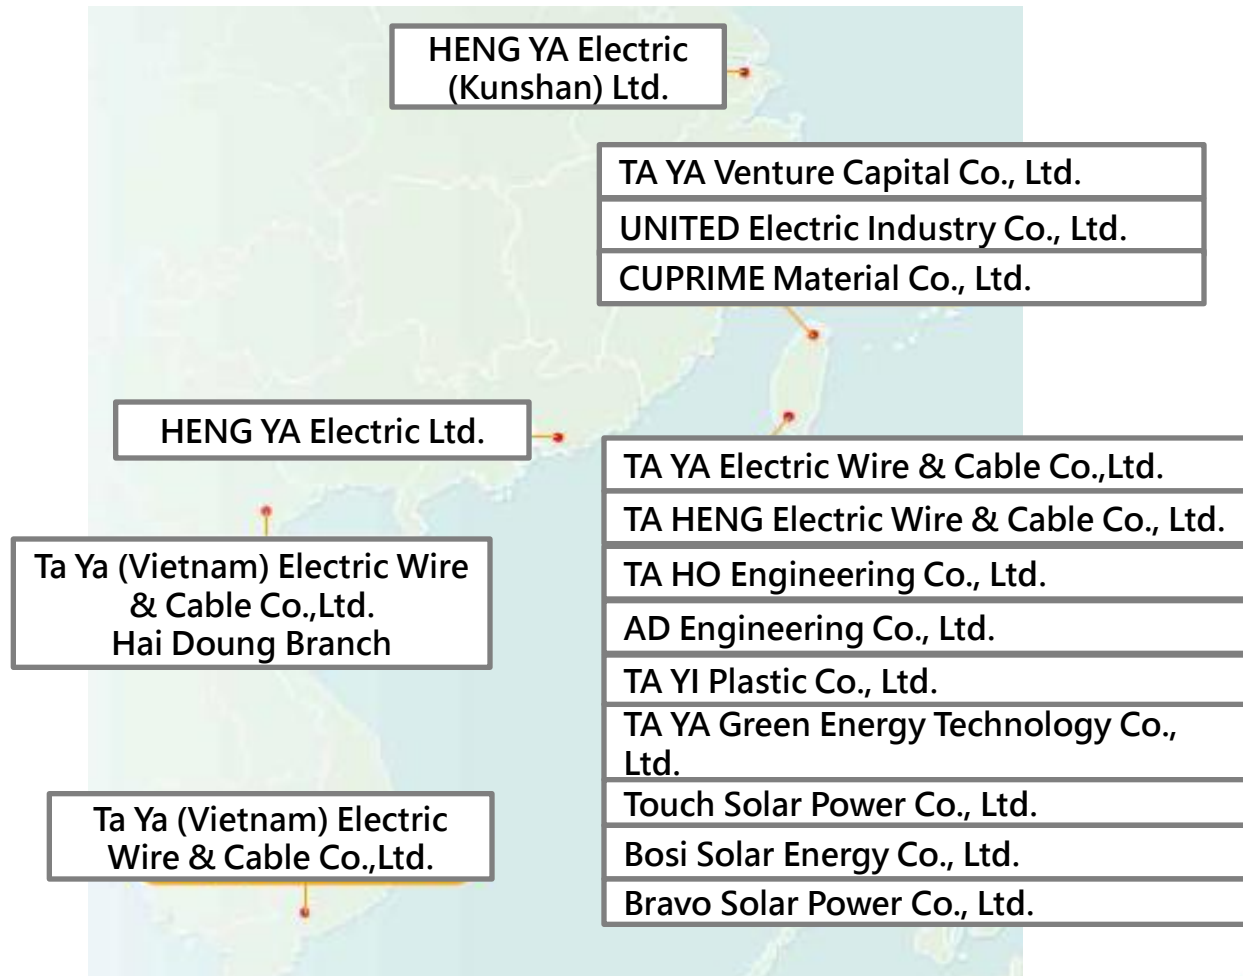 HENG YA Electric
(Kunshan) Ltd.
TA YA Venture Capital Co., Ltd.
UNITED Electric Industry Co., Ltd.
CUPRIME Material Co., Ltd.
HENG YA Electric Ltd.
TA YA Electric Wire & Cable Co.,Ltd.
TA HENG Electric Wire & Cable Co., Ltd.
TA HO Engineering Co., Ltd.
AD Engineering Co., Ltd.
TA YI Plastic Co., Ltd.
TA YA Green Energy Technology Co.,
Ltd.
Touch Solar Power Co., Ltd.
Bosi Solar Energy Co., Ltd.
Bravo Solar Power Co., Ltd.
Ta Ya (Vietnam) Electric Wire
& Cable Co.,Ltd.
Hai Doung Branch
Ta Ya (Vietnam) Electric
Wire & Cable Co.,Ltd.